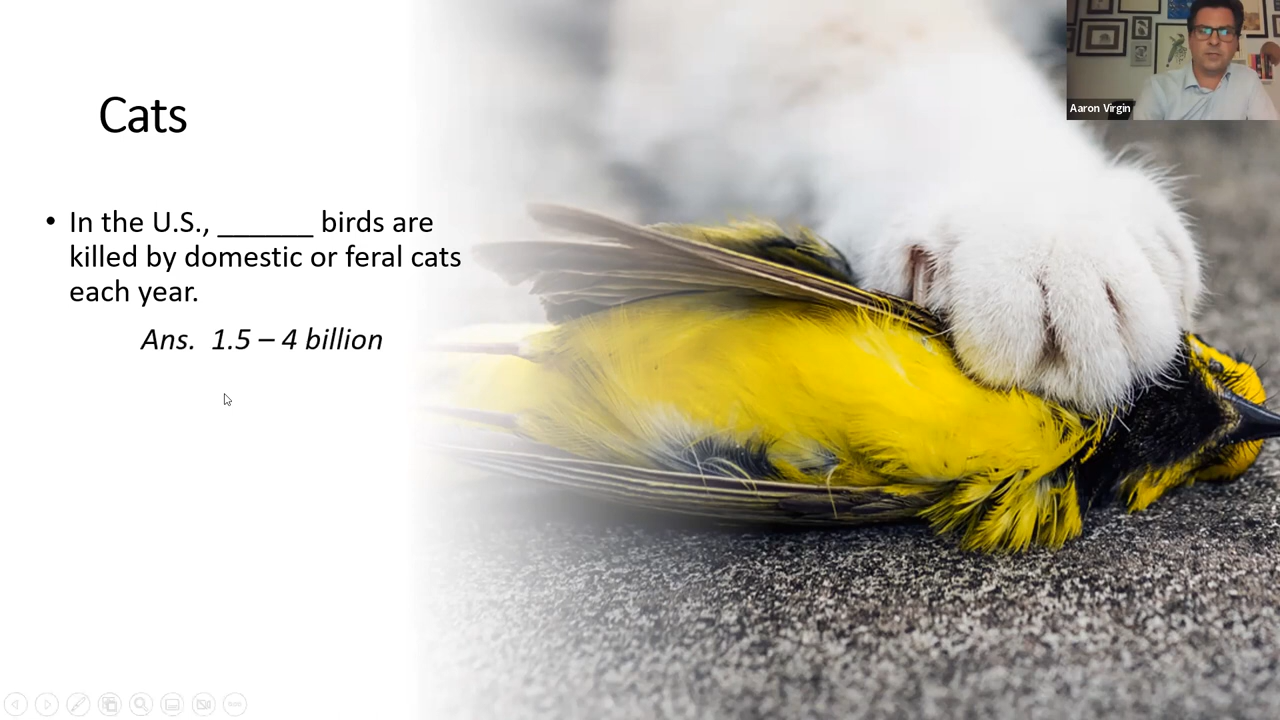 Cats
• In the U.S., ______ birds are
killed by domestic or feral cats
each year.
Ans. 1.5 – 4 billion
Aaron Virgin